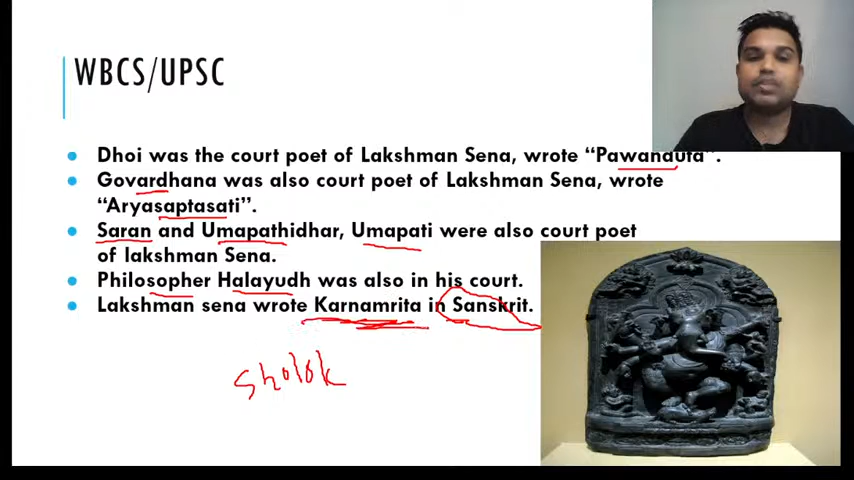 WBCS/UPSC
Dhoi was the court poet of Lakshman Sena, wrote “Pawanduta”.
Govardhana was also court poet of Lakshman Sena, wrote
“Aryasaptasati”.
Saran and Umapathidhar, Umapati were also court poet
of lakshman Sena.
Philosopher Halayudh was also in his court.
Lakshman sena wrote Karnamrita in Sanskrit.
Sholok